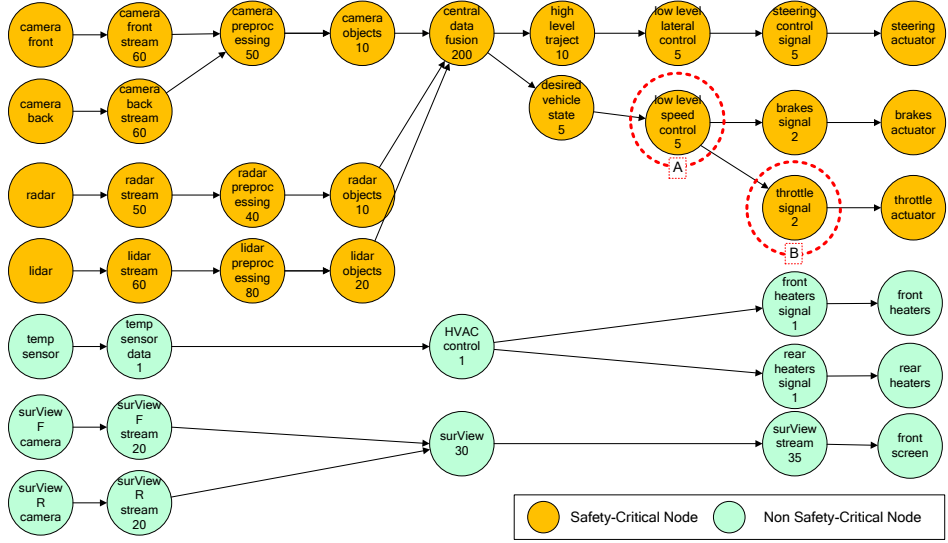 camera
front
camera
front
stream
60
camera
preproc
essing
50
camera
objects
10
central
data
fusion
200
high
level
traject
10
low level
lateral
control
5
steering
control
signal
5
steering
actuator
camera
back
camera
back
stream
60
desired
vehicle
state
5
low level
speed
control
5
A
brakes
signal
2
brakes
actuator
radar
radar
stream
50
radar
preproc
essing
40
radar
objects
10
throttle
signal
2
B
throttle
actuator
lidar
lidar
stream
60
lidar
preproc
essing
80
lidar
objects
20
temp
sensor
temp
sensor
data
1
HVAC
control
1
front
heaters
signal
1
front
heaters
rear
heaters
signal
1
rear
heaters
surView
F
camera
surView
F
stream
20
surView
30
surView
stream
35
front
screen
surView
R
camera
surView
R
stream
20
Safety-Critical Node
Non Safety-Critical Node